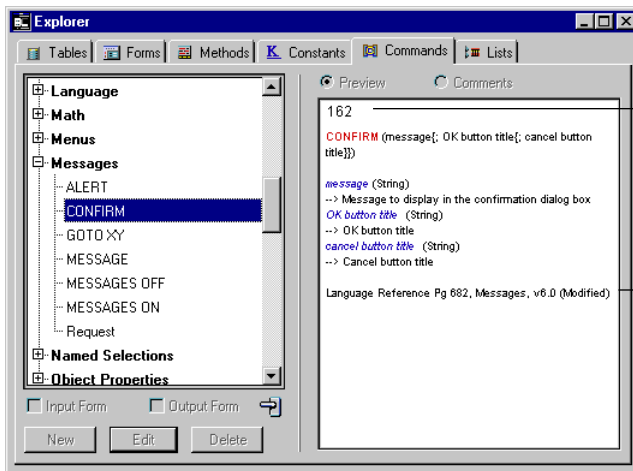 Explorer
Tables Forms Methods K Constants Commands Lists
Language
Math
Menus
Messages
ALERT
CONFIRM
GOTO XY
MESSAGE
MESSAGES OFF
MESSAGES ON
Request
Named Selections
Object Properties
Input Form Output Form
New Edit Delete
Preview Comments
162
CONFIRM (message{; OK button title{; cancel button
title}})
message (String)
--> Message to display in the confirmation dialog box
OK button title (String)
--> OK button title
cancel button title (String)
--> Cancel button title
Language Reference Pg 682, Messages, v6.0 (Modified)